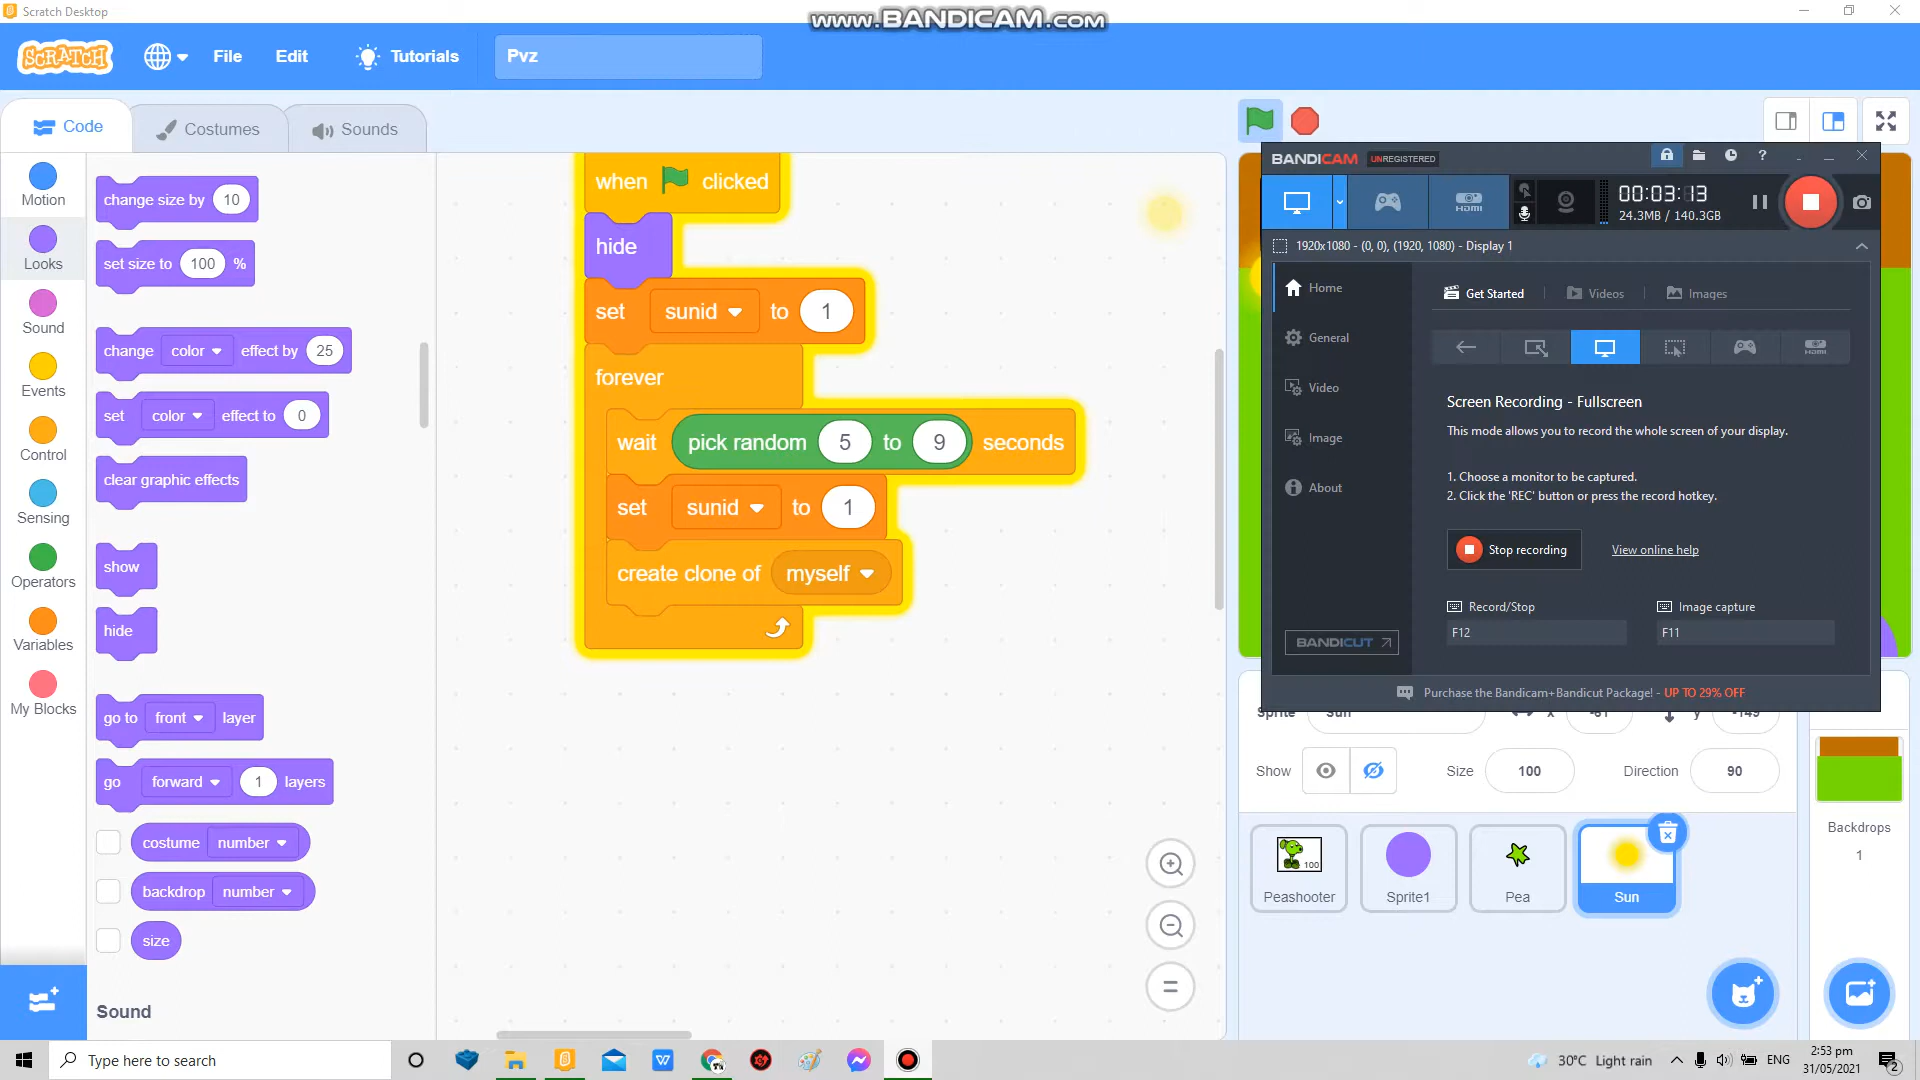 Scratch Desktop
www.BANDICAM.com
SCRATCH
File
Edit
Tutorials
Pvz
Code
Costumes
Sounds
Motion
Looks
Sound
Events
Control
Sensing
Operators
Variables
My Blocks
change size by 10
set size to 100 %
change color effect by 25
set color effect to 0
clear graphic effects
show
hide
go to front layer
go forward 1 layers
costume number
backdrop number
size
Sound
when clicked
hide
set sunid to 1
forever
wait pick random 5 to 9 seconds
set sunid to 1
create clone of myself
BANDICAM UNREGISTERED
HDMI
00:03:13
24.3MB / 140.3GB
1920x1080 - (0, 0), (1920, 1080) - Display 1
Home
General
Video
Image
About
BANDICUT
Get Started
Videos
Images
HDMI
Screen Recording - Fullscreen
This mode allows you to record the whole screen of your display.
1. Choose a monitor to be captured.
2. Click the 'REC' button or press the record hotkey.
Stop recording
View online help
Record/Stop
Image capture
F12
F11
Purchase the Bandicam+Bandicut Package! - UP TO 29% OFF
Sprite Sun x -61 y -149
Show
Size 100
Direction 90
100
Peashooter
Sprite1
Pea
Sun
Backdrops
1
Type here to search
30°C Light rain
ENG
2:53 pm
31/05/2021
2